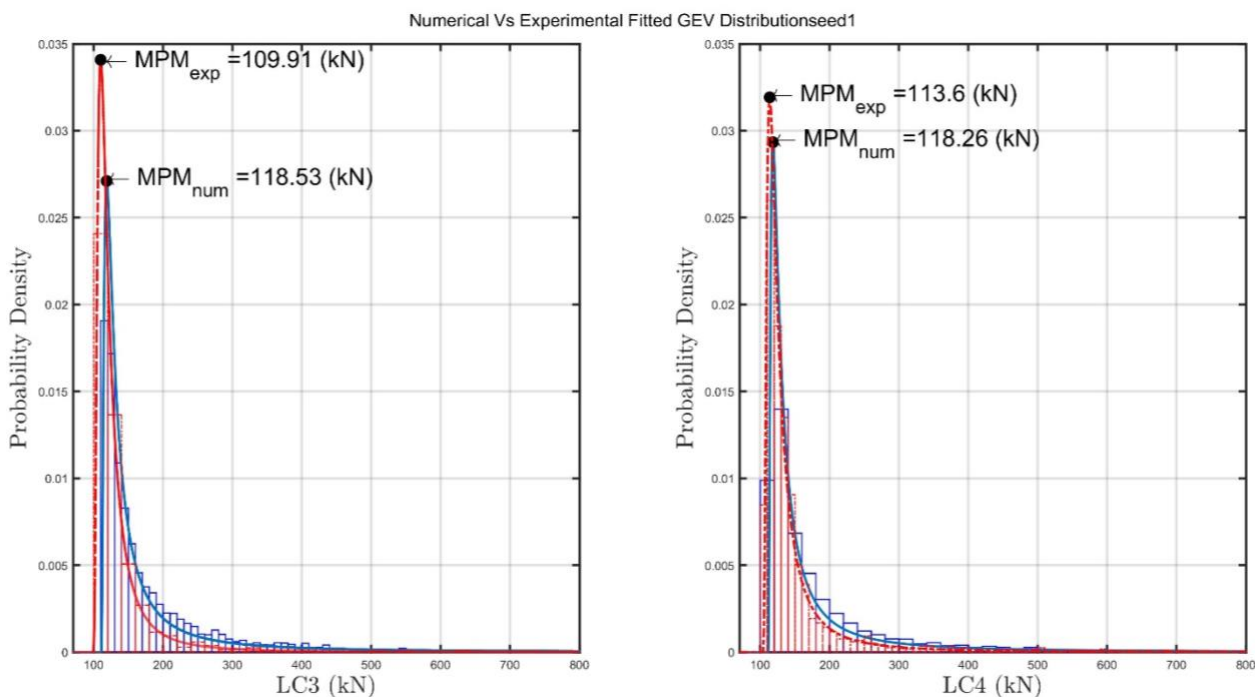 Numerical Vs Experimental Fitted GEV Distributionseed1
0.035
0.03
0.025
0.02
0.015
0.01
0.005
0
Probability Density
MPMexp =109.91 (kN)
MPMnum =118.53 (kN)
100 200 300 400 500 600 700 800
LC3 (kN)
0.035
0.03
0.025
0.02
0.015
0.01
0.005
0
Probability Density
MPMexp =113.6 (kN)
MPMnum =118.26 (kN)
100 200 300 400 500 600 700 800
LC4 (kN)